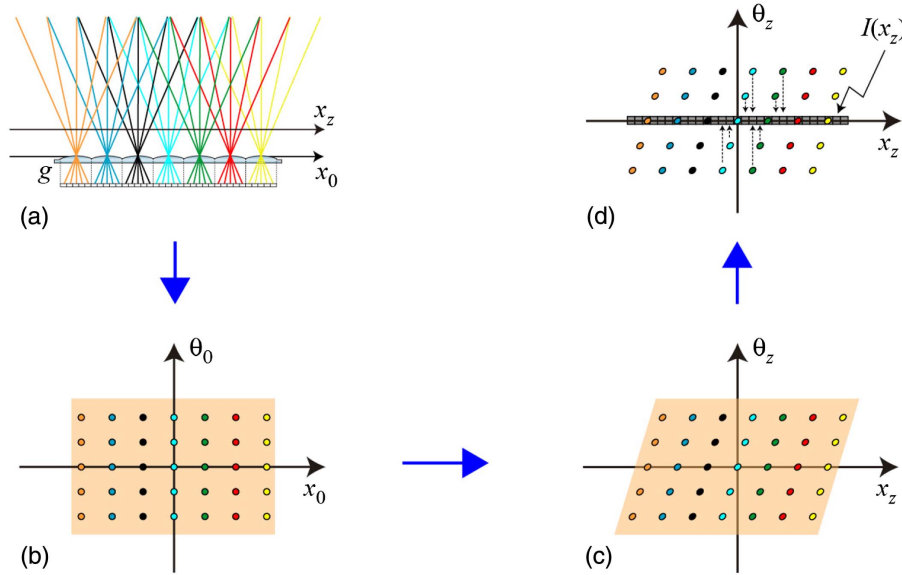 x_z
g
x_0
(a)
θ_z
I(x_z)
x_z
(d)
θ_0
x_0
(b)
θ_z
x_z
(c)